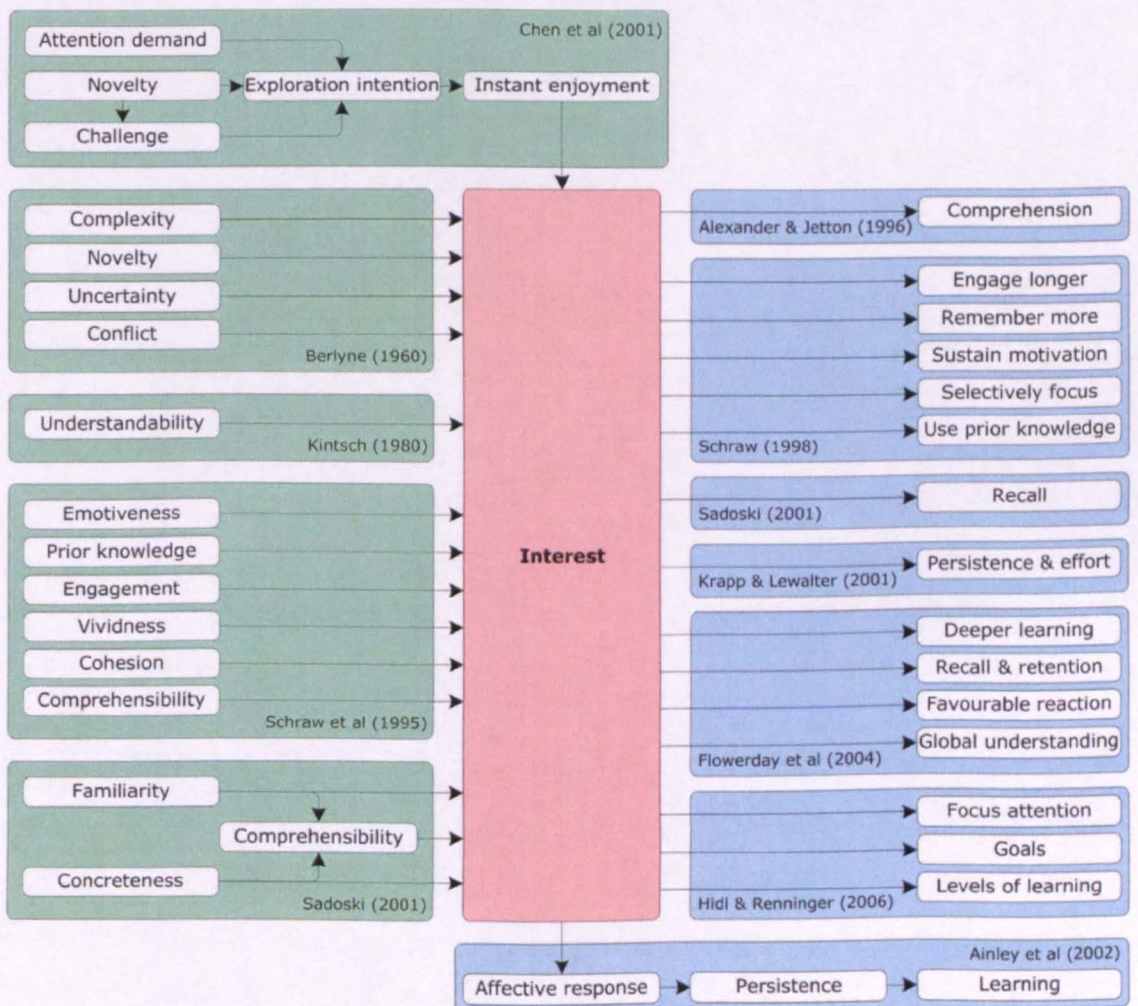 Chen et al (2001)
Attention demand
Novelty
Exploration intention
Instant enjoyment
Challenge
Complexity
Novelty
Uncertainty
Conflict
Berlyne (1960)
Understandability
Kintsch (1980)
Emotiveness
Prior knowledge
Engagement
Vividness
Cohesion
Comprehensibility
Schraw et al (1995)
Familiarity
Comprehensibility
Concreteness
Sadoski (2001)
Interest
Comprehension
Alexander & Jetton (1996)
Engage longer
Remember more
Sustain motivation
Selectively focus
Use prior knowledge
Schraw (1998)
Recall
Sadoski (2001)
Persistence & effort
Krapp & Lewalter (2001)
Deeper learning
Recall & retention
Favourable reaction
Global understanding
Flowerday et al (2004)
Focus attention
Goals
Levels of learning
Hidi & Renninger (2006)
Ainley et al (2002)
Affective response
Persistence
Learning